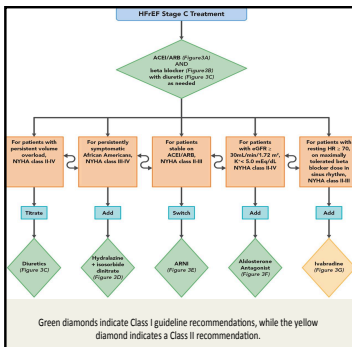 HFrEF Stage C Treatment
ACEI/ARB (Figure3A)
AND
beta blocker (Figure3B)
with diuretic (Figure 3C)
as needed
For patients with
persistent volume
overload,
NYHA class II-IV
For persistently
symptomatic
African Americans,
NYHA class III-IV
For patients
stable on
ACEI/ARB,
NYHA class II-III
For patients
with eGFR ≥
30mL/min/1.72 m²,
K⁺< 5.0 mEq/dL
NYHA class II-IV
For patients with
resting HR ≥ 70,
on maximally
tolerated beta
blocker dose in
sinus rhythm,
NYHA class II-III
Titrate
Add
Switch
Add
Add
Diuretics
(Figure 3C)
Hydralazine
+ isosorbide
dinitrate
(Figure 3D)
ARNI
(Figure 3E)
Aldosterone
Antagonist
(Figure 3F)
Ivabradine
(Figure 3G)
Green diamonds indicate Class I guideline recommendations, while the yellow
diamond indicates a Class II recommendation.